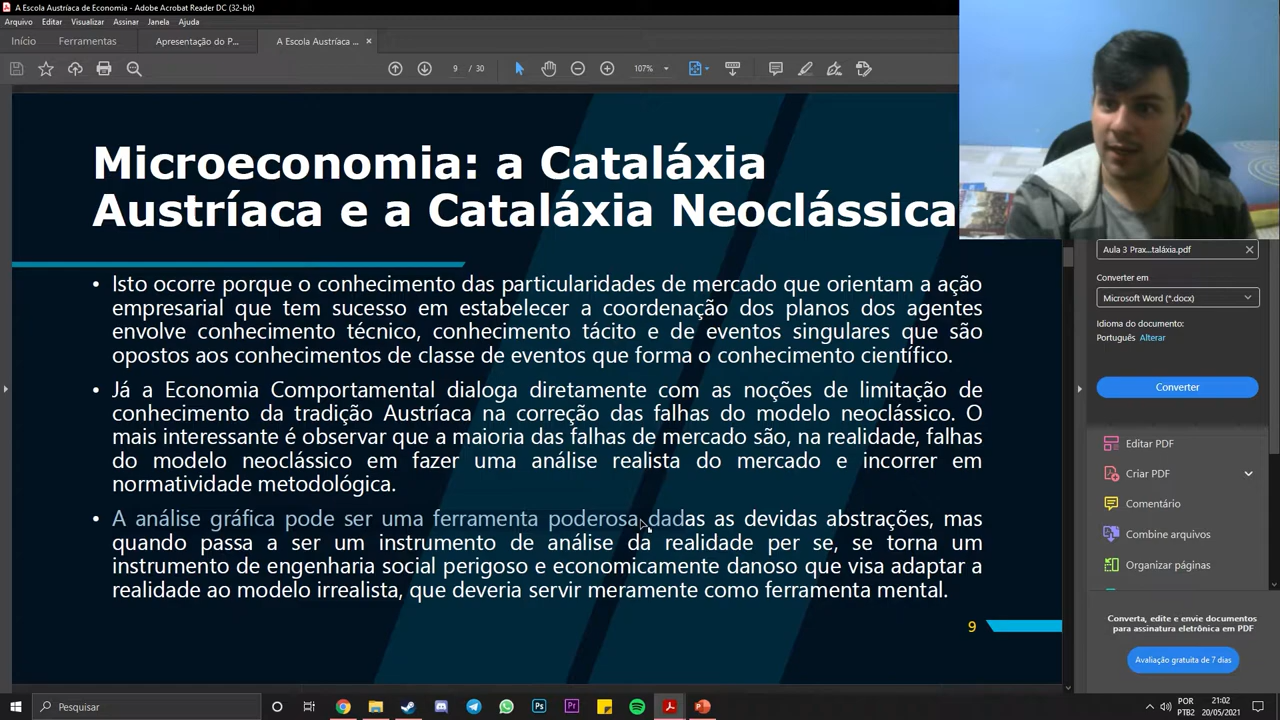 A Escola Austríaca de Economia - Adobe Acrobat Reader DC (32-bit)
Arquivo Editar Visualizar Assinar Janela Ajuda
Início Ferramentas Apresentação do P... A Escola Austríaca ... ×
9 / 30 107%
Microeconomia: a Cataláxia
Austríaca e a Cataláxia Neoclássica
• Isto ocorre porque o conhecimento das particularidades de mercado que orientam a ação
empresarial que tem sucesso em estabelecer a coordenação dos planos dos agentes
envolve conhecimento técnico, conhecimento tácito e de eventos singulares que são
opostos aos conhecimentos de classe de eventos que forma o conhecimento científico.
• Já a Economia Comportamental dialoga diretamente com as noções de limitação de
conhecimento da tradição Austríaca na correção das falhas do modelo neoclássico. O
mais interessante é observar que a maioria das falhas de mercado são, na realidade, falhas
do modelo neoclássico em fazer uma análise realista do mercado e incorrer em
normatividade metodológica.
• A análise gráfica pode ser uma ferramenta poderosa dadas as devidas abstrações, mas
quando passa a ser um instrumento de análise da realidade per se, se torna um
instrumento de engenharia social perigoso e economicamente danoso que visa adaptar a
realidade ao modelo irrealista, que deveria servir meramente como ferramenta mental.
9
Aula 3 Prax...taláxia.pdf
Converter em
Microsoft Word (*.docx)
Idioma do documento:
Português Alterar
Converter
Editar PDF
Criar PDF
Comentário
Combine arquivos
Organizar páginas
Converta, edite e envie documentos
para assinatura eletrônica em PDF
Avaliação gratuita de 7 dias
Pesquisar
Ps
Pr
POR
PTB2
21:02
20/05/2021